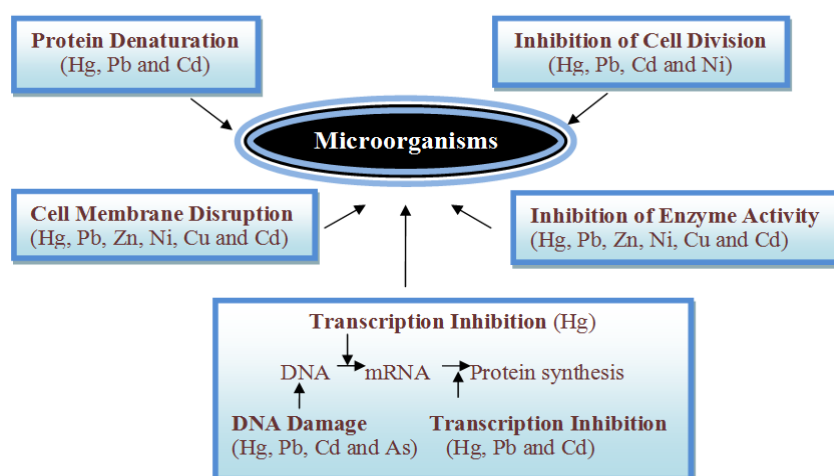 Protein Denaturation
(Hg, Pb and Cd)
Inhibition of Cell Division
(Hg, Pb, Cd and Ni)
Microorganisms
Cell Membrane Disruption
(Hg, Pb, Zn, Ni, Cu and Cd)
Inhibition of Enzyme Activity
(Hg, Pb, Zn, Ni, Cu and Cd)
Transcription Inhibition (Hg)
DNA mRNA Protein synthesis
DNA Damage
(Hg, Pb, Cd and As)
Transcription Inhibition
(Hg, Pb and Cd)